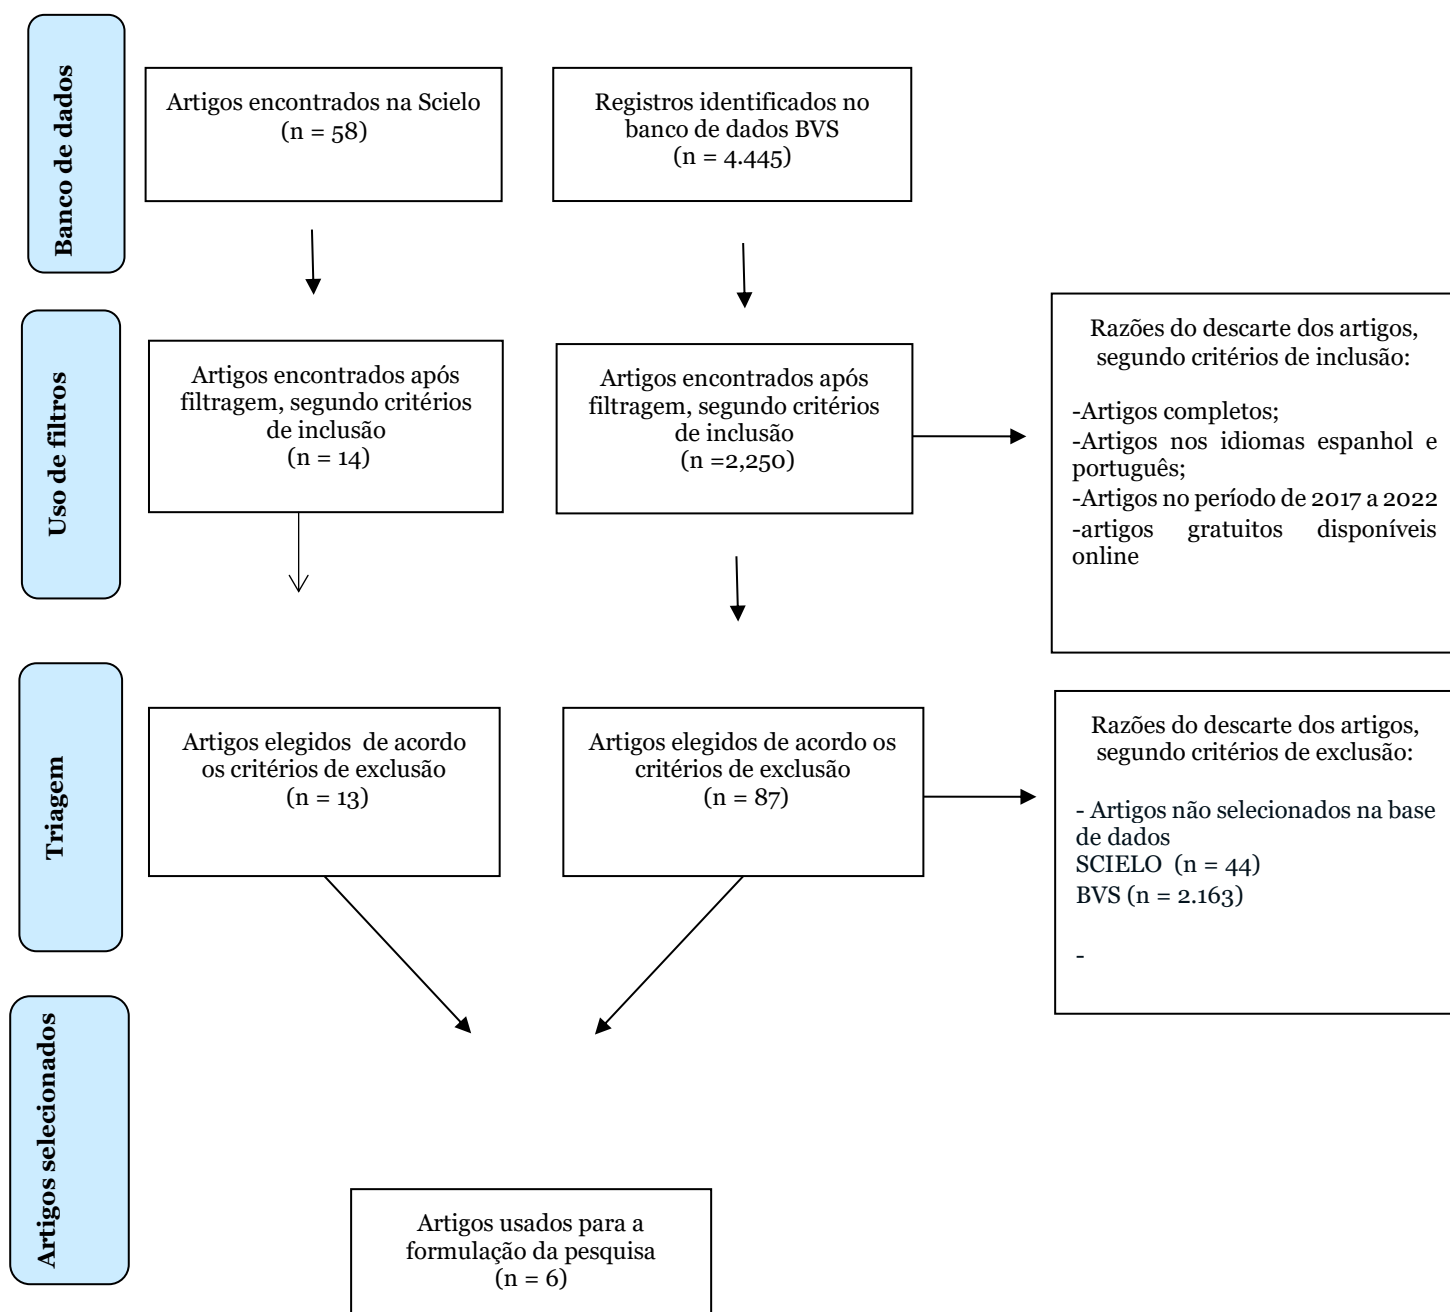 Banco de dados
Artigos encontrados na Scielo
(n = 58)
Registros identificados no
banco de dados BVS
(n = 4.445)
Uso de filtros
Artigos encontrados após
filtragem, segundo critérios
de inclusão
(n = 14)
Artigos encontrados após
filtragem, segundo critérios
de inclusão
(n =2,250)
Razões do descarte dos artigos,
segundo critérios de inclusão:
-Artigos completos;
-Artigos nos idiomas espanhol e
português;
-Artigos no período de 2017 a 2022
-artigos gratuitos disponíveis
online
Triagem
Artigos elegidos  de acordo
os critérios de exclusão
(n = 13)
Artigos elegidos de acordo os
critérios de exclusão
(n = 87)
Razões do descarte dos artigos,
segundo critérios de exclusão:
- Artigos não selecionados na base
de dados
SCIELO  (n = 44)
BVS (n = 2.163)
-
Artigos selecionados
Artigos usados para a
formulação da pesquisa
(n = 6)